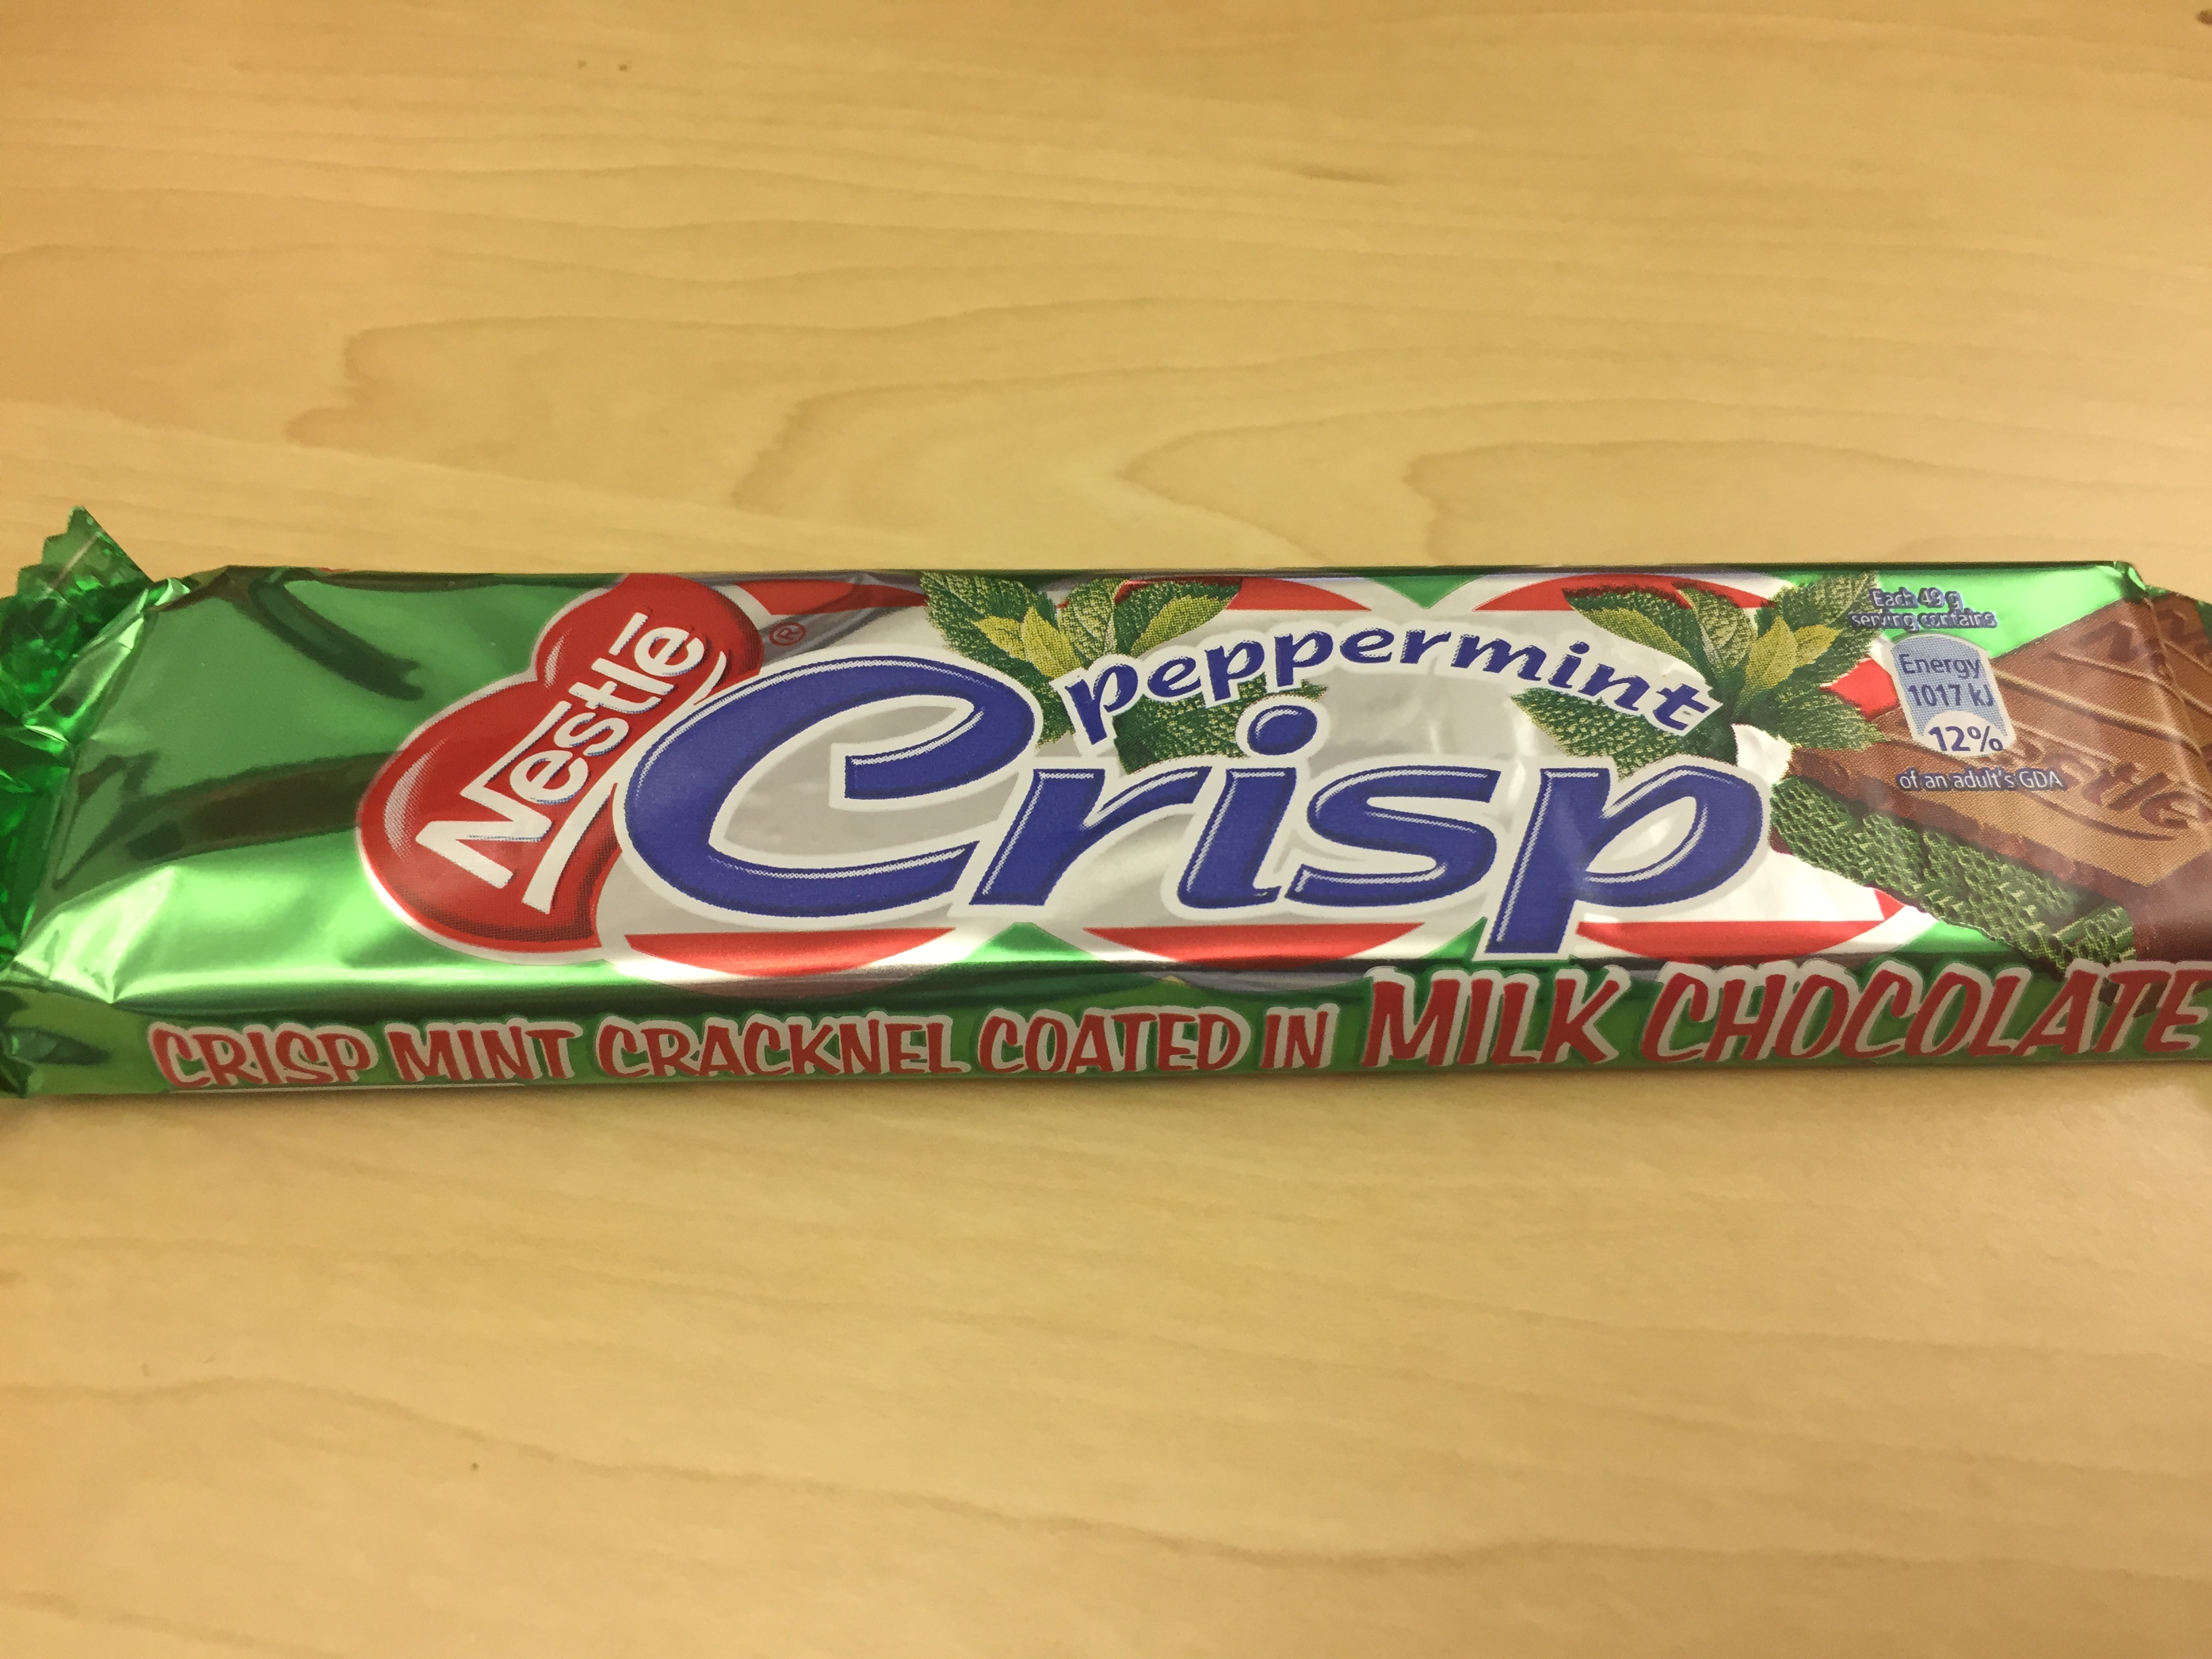 Nestlé ®
peppermint
Crisp
Each 49 g
serving contains
Energy
1017 kJ
12%
of an adult's GDA
CRISP MINT CRACKNEL COATED IN MILK CHOCOLATE